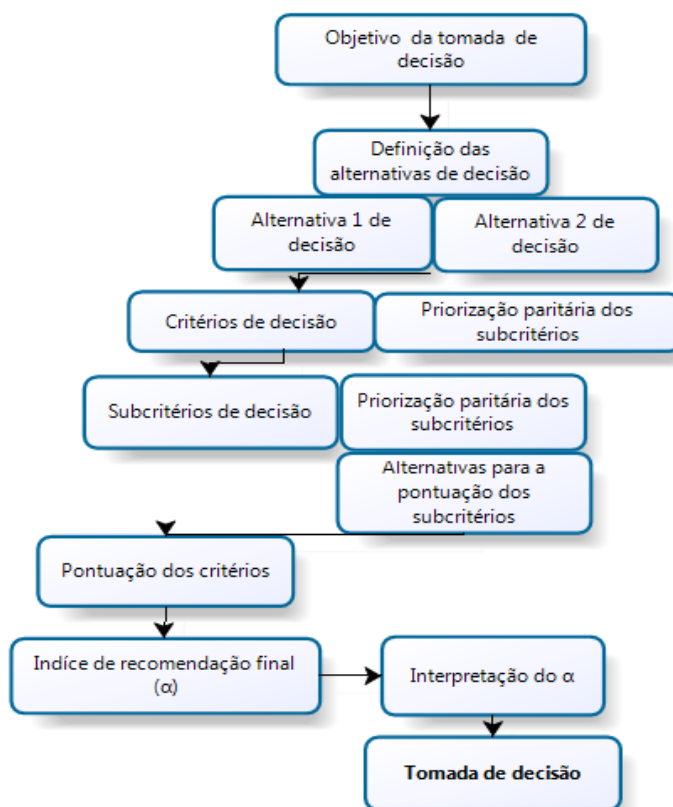 Objetivo da tomada de
decisão
Definição das
alternativas de decisão
Alternativa 1 de
decisão
Alternativa 2 de
decisão
Critérios de decisão
Priorização paritária dos
subcritérios
Subcritérios de decisão
Priorização paritária dos
subcritérios
Alternativas para a
pontuação dos
subcritérios
Pontuação dos critérios
Indíce de recomendação final
(α)
Interpretação do α
Tomada de decisão